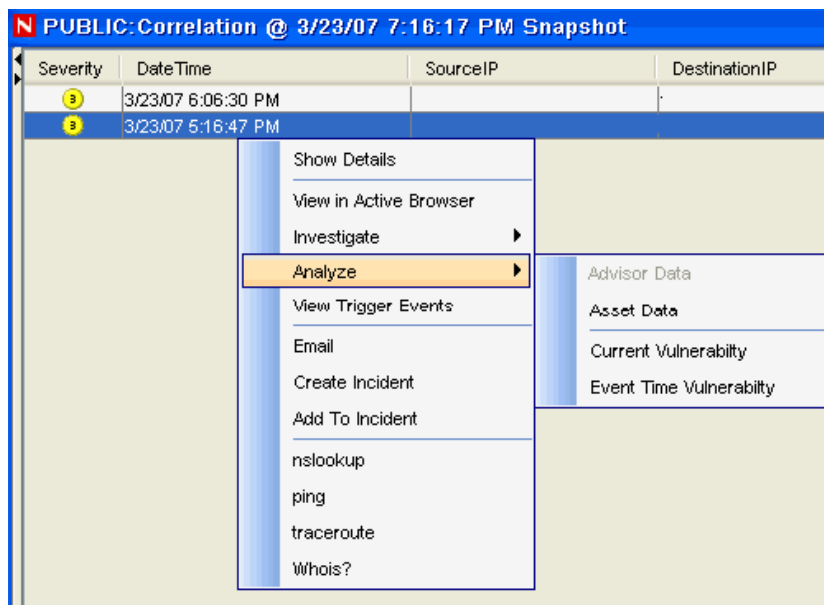 N PUBLIC:Correlation @ 3/23/07 7:16:17 PM Snapshot
Severity DateTime SourceIP DestinationIP
3 3/23/07 6:06:30 PM
3 3/23/07 5:16:47 PM
Show Details
View in Active Browser
Investigate
Analyze
View Trigger Events
Email
Create Incident
Add To Incident
nslookup
ping
traceroute
Whois?
Advisor Data
Asset Data
Current Vulnerabilty
Event Time Vulnerabilty